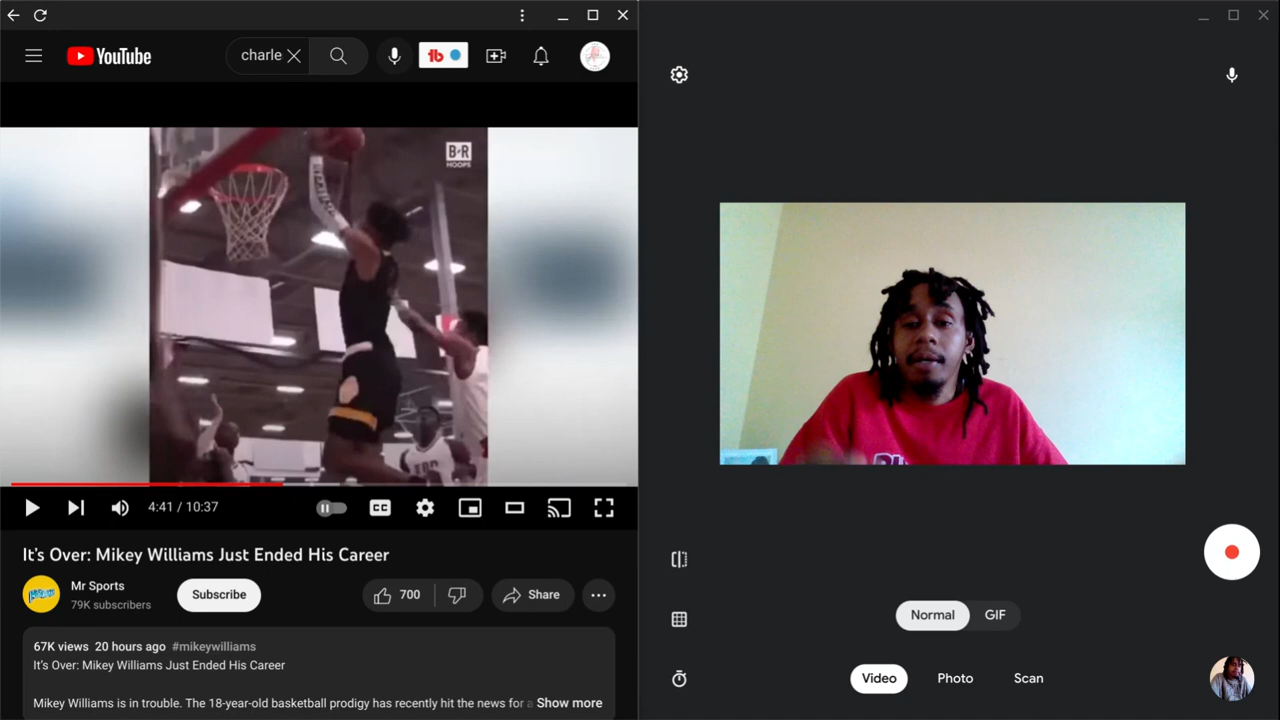 YouTube
charle
tb
B·R
HOOPS
4:41 / 10:37
CC
It's Over: Mikey Williams Just Ended His Career
Mr Sports
79K subscribers
Subscribe
700
Share
67K views 20 hours ago #mikeywilliams
It's Over: Mikey Williams Just Ended His Career
Mikey Williams is in trouble. The 18-year-old basketball prodigy has recently hit the news for a Show more
Normal
GIF
Video
Photo
Scan